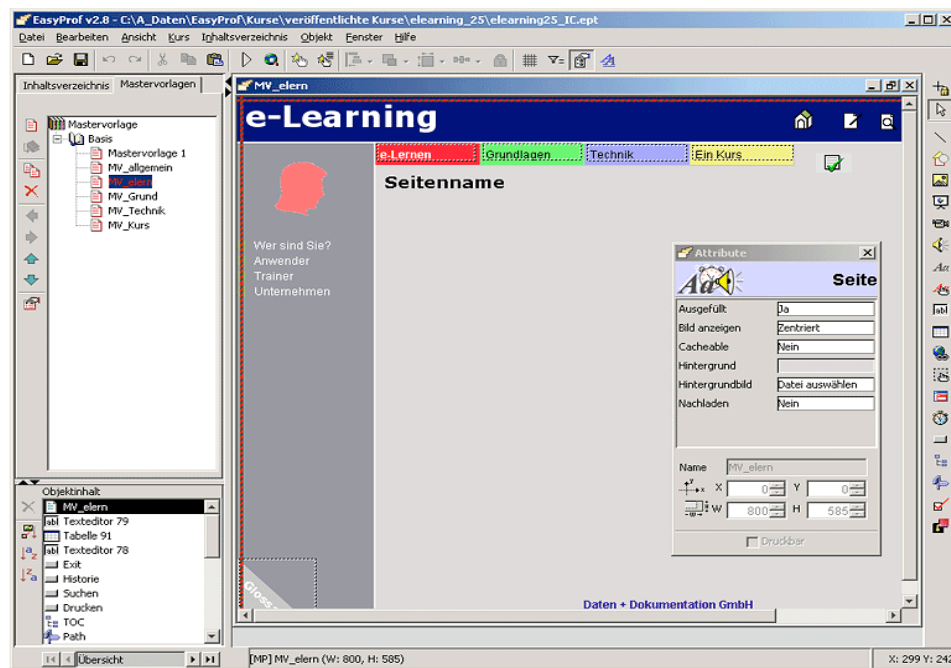 EasyProf v2.8 - C:\A_Daten\EasyProf\Kurse\veröffentlichte Kurse\elearning_25\elearning25_IC.ept
Datei Bearbeiten Ansicht Kurs Inhaltsverzeichnis Objekt Fenster Hilfe
Inhaltsverzeichnis Mastervorlagen
Mastervorlage
Basis
Mastervorlage 1
MV_allgemein
MV_elern
MV_Grund
MV_Technik
MV_Kurs
Objektinhalt
MV_elern
Texteditor 79
Tabelle 91
Texteditor 78
Exit
Historie
Suchen
Drucken
TOC
Path
Übersicht
MV_elern
e-Learning
e-Lernen Grundlagen Technik Ein Kurs
Seitenname
Wer sind Sie?
Anwender
Trainer
Unternehmen
Daten + Dokumentation GmbH
Attribute
Seite
Ausgefüllt Ja
Bild anzeigen Zentriert
Cacheable Nein
Hintergrund
Hintergrundbild Datei auswählen
Nachladen Nein
Name MV_elern
X 0 Y 0
W 800 H 585
Druckbar
[MP] MV_elern (W: 800, H: 585)
X: 299 Y: 242